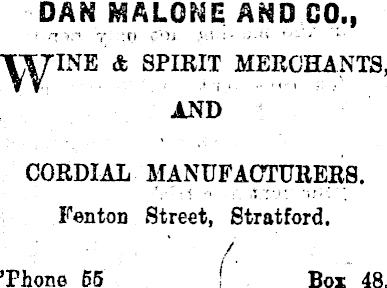 DAN MALONE AND CO.,
WINE & SPIRIT MERCHANTS,
AND
CORDIAL MANUFACTURERS.
Fenton Street, Stratford.
'Phone 55 Box 48.